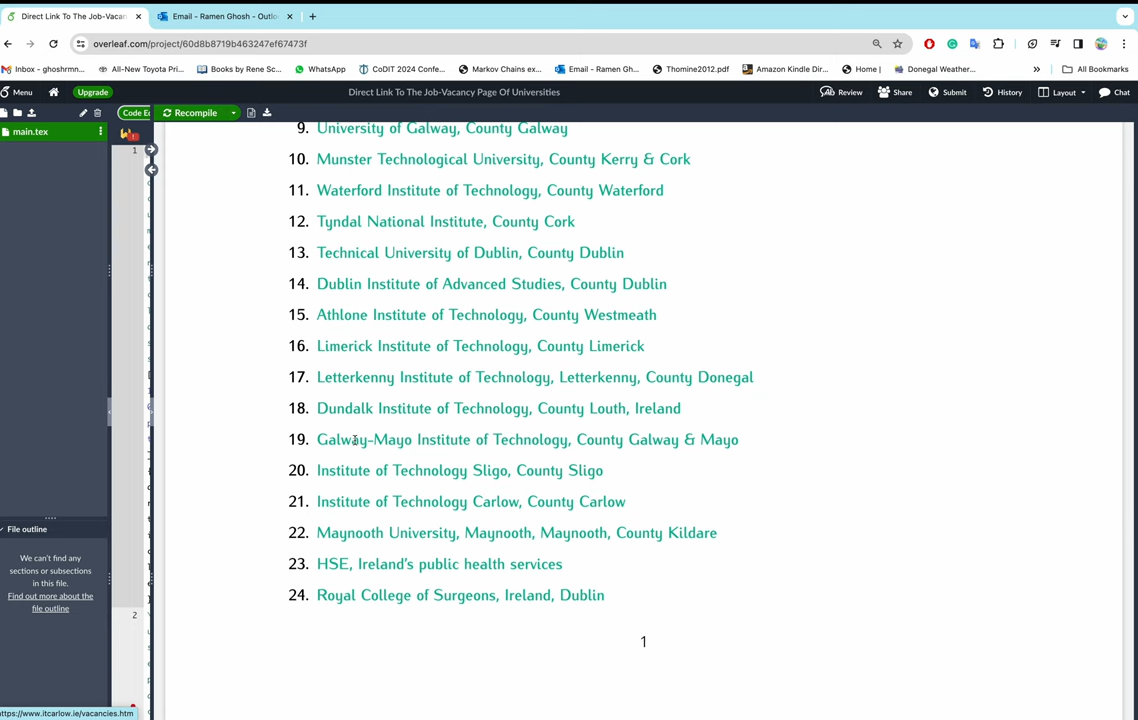 Direct Link To The Job-Vacan
Email - Ramen Ghosh - Outlo
overleaf.com/project/60d8b8719b463247ef67473f
Inbox - ghoshrmn...
All-New Toyota Pri...
Books by Rene Sc...
WhatsApp
CoDIT 2024 Confe...
Markov Chains ex...
Email - Ramen Gh...
Thomine2012.pdf
Amazon Kindle Dir...
Home |
Donegal Weather...
All Bookmarks
Menu
Upgrade
Direct Link To The Job-Vacancy Page Of Universities
Review
Share
Submit
History
Layout
Chat
Code Ed
Recompile
main.tex
1
9. University of Galway, County Galway
10. Munster Technological University, County Kerry & Cork
11. Waterford Institute of Technology, County Waterford
12. Tyndal National Institute, County Cork
13. Technical University of Dublin, County Dublin
14. Dublin Institute of Advanced Studies, County Dublin
15. Athlone Institute of Technology, County Westmeath
16. Limerick Institute of Technology, County Limerick
17. Letterkenny Institute of Technology, Letterkenny, County Donegal
18. Dundalk Institute of Technology, County Louth, Ireland
19. Galway-Mayo Institute of Technology, County Galway & Mayo
20. Institute of Technology Sligo, County Sligo
21. Institute of Technology Carlow, County Carlow
22. Maynooth University, Maynooth, Maynooth, County Kildare
23. HSE, Ireland's public health services
24. Royal College of Surgeons, Ireland, Dublin
1
File outline
We can't find any
sections or subsections
in this file.
Find out more about the
file outline
2
https://www.itcarlow.ie/vacancies.htm